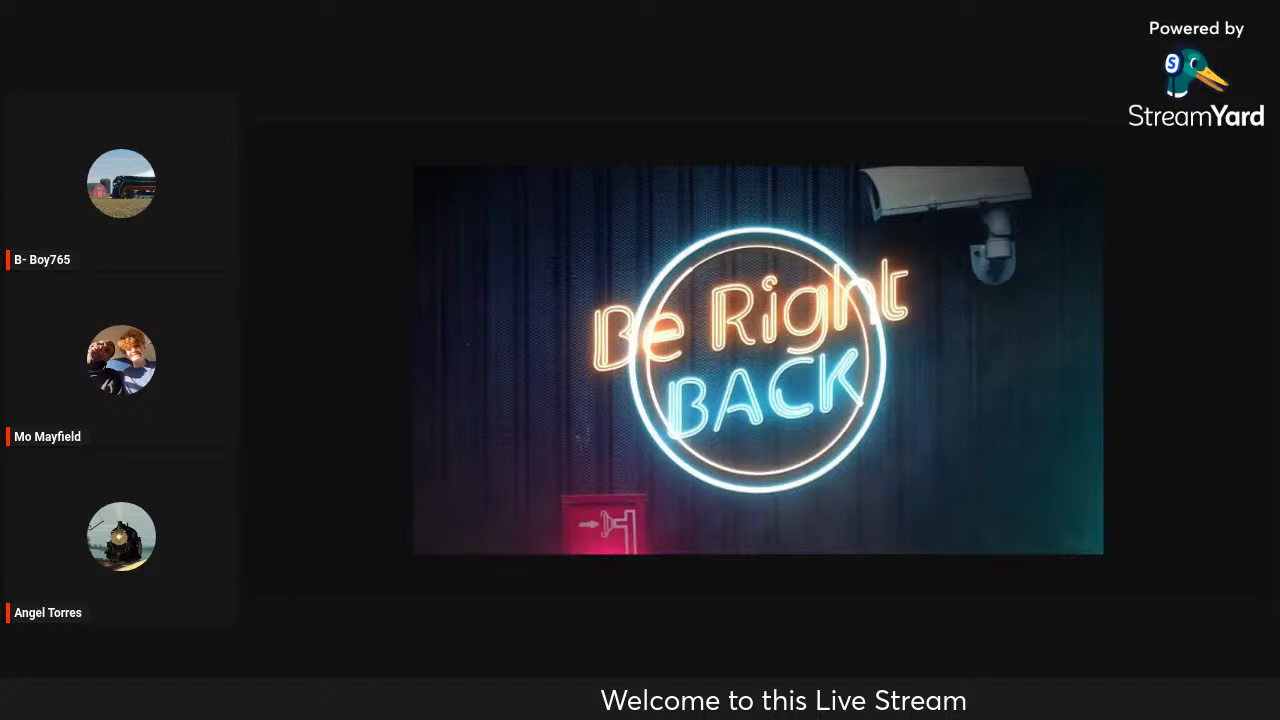 Powered by
S
StreamYard
B- Boy765
Mo Mayfield
Angel Torres
Be Right
BACK
Welcome to this Live Stream